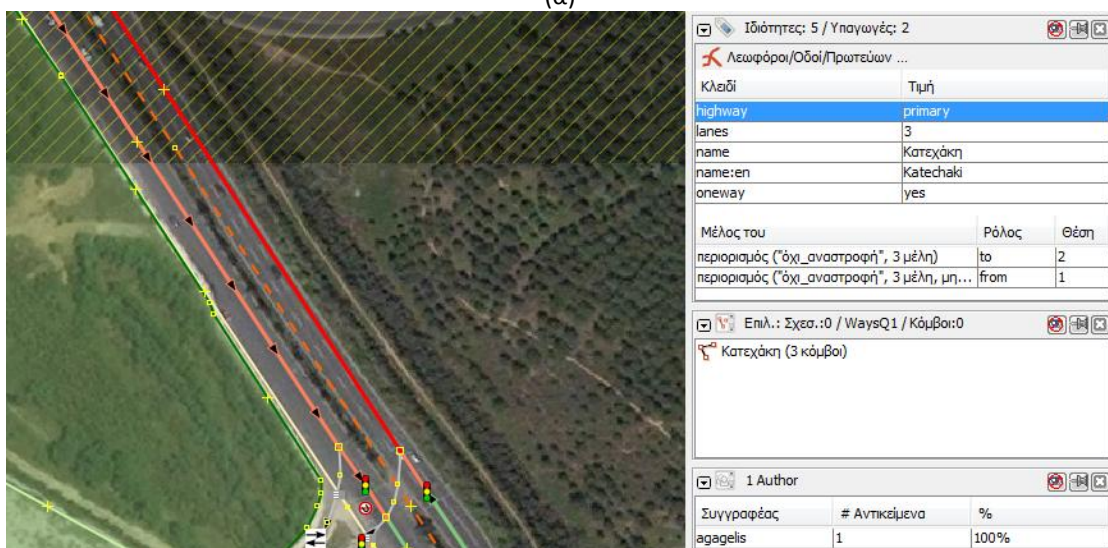 (α)
Ιδιότητες: 5 / Υπαγωγές: 2
Λεωφόροι/Οδοί/Πρωτεύων ...
Κλειδί Τιμή
highway primary
lanes 3
name Κατεχάκη
name:en Katechaki
oneway yes
Μέλος του Ρόλος Θέση
περιορισμός ("όχι_αναστροφή", 3 μέλη) to 2
περιορισμός ("όχι_αναστροφή", 3 μέλη, μη... from 1
Επιλ.: Σχεσ.:0 / WaysQ1 / Κόμβοι:0
Κατεχάκη (3 κόμβοι)
1 Author
Συγγραφέας # Αντικείμενα %
agagelis 1 100%